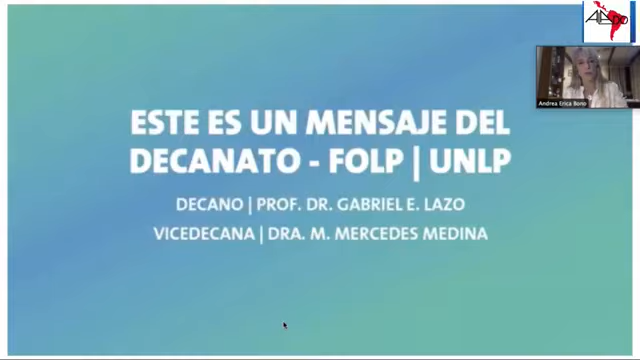 ESTE ES UN MENSAJE DEL
DECANATO - FOLP | UNLP
DECANO | PROF. DR. GABRIEL E. LAZO
VICEDECANA | DRA. M. MERCEDES MEDINA
Andrea Erica Bono